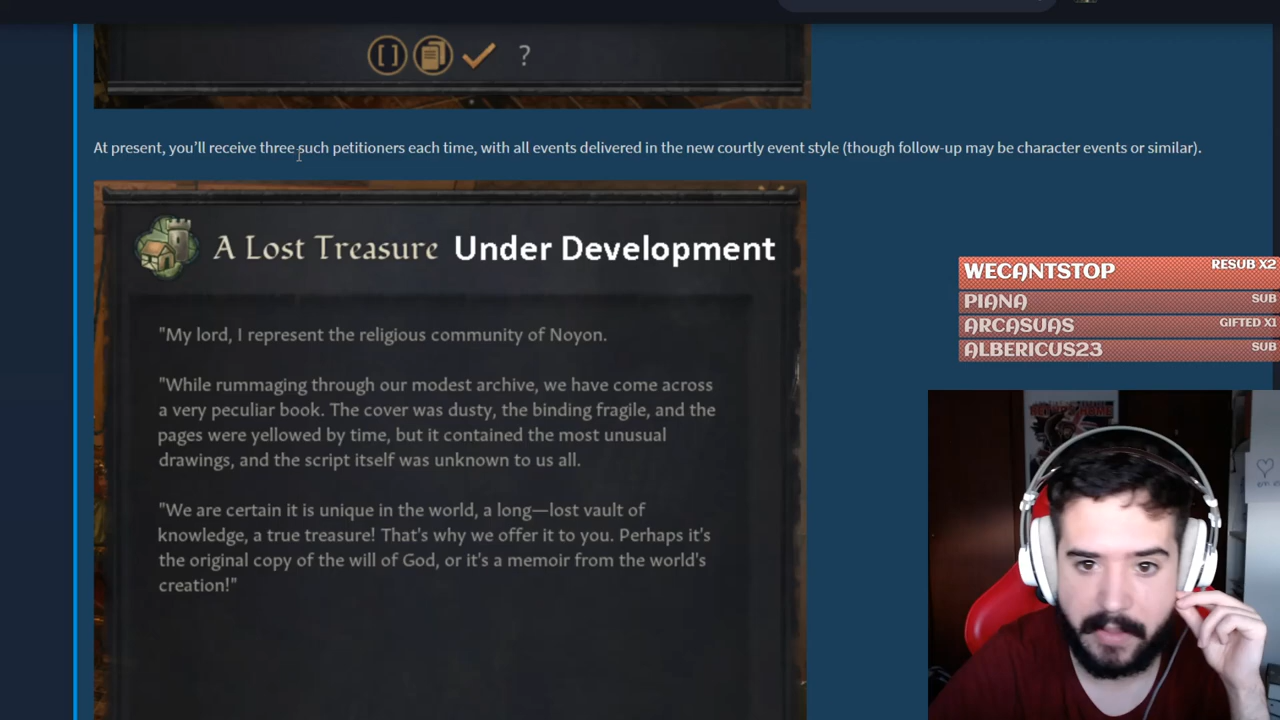 [ ] ?
At present, you’ll receive three such petitioners each time, with all events delivered in the new courtly event style (though follow-up may be character events or similar).
A Lost Treasure Under Development
"My lord, I represent the religious community of Noyon.
"While rummaging through our modest archive, we have come across
a very peculiar book. The cover was dusty, the binding fragile, and the
pages were yellowed by time, but it contained the most unusual
drawings, and the script itself was unknown to us all.
"We are certain it is unique in the world, a long—lost vault of
knowledge, a true treasure! That's why we offer it to you. Perhaps it's
the original copy of the will of God, or it's a memoir from the world's
creation!"
WECANTSTOP RESUB X2
PIANA SUB
ARCASUAS GIFTED X1
ALBERICUS23 SUB